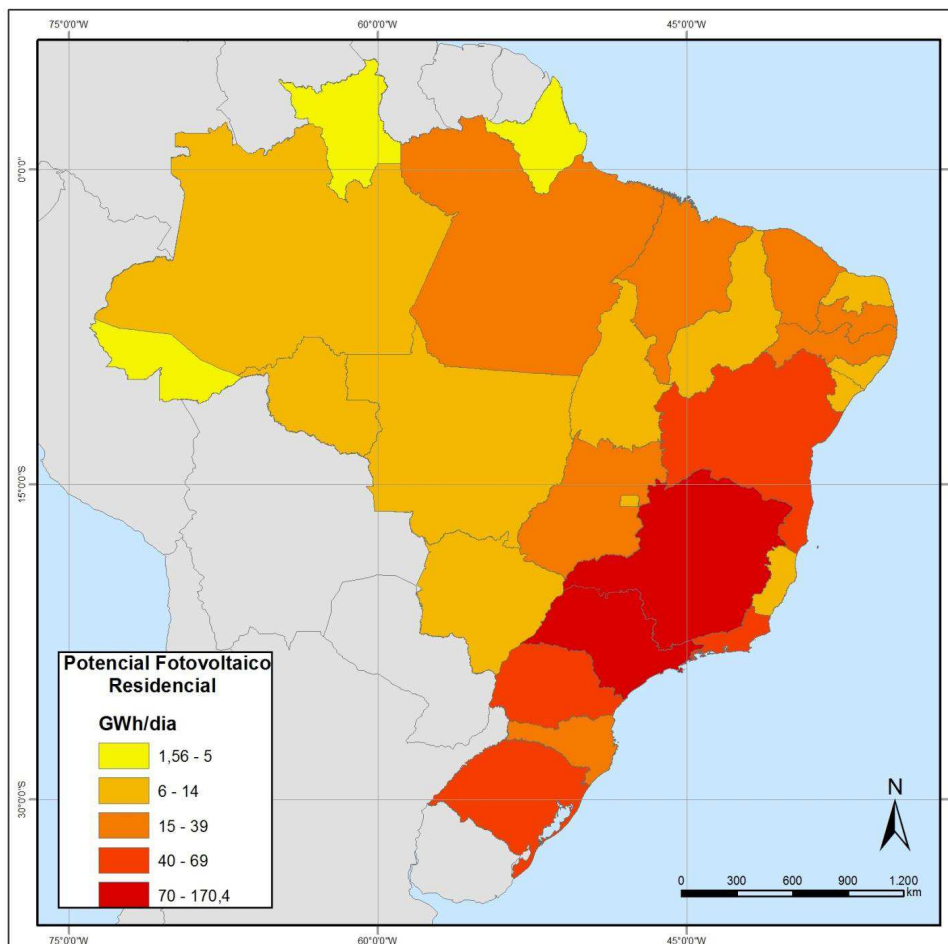 75°0'0"W
60°0'0"W
45°0'0"W
0°0'0"
15°0'0"S
30°0'0"S
Potencial Fotovoltaico
Residencial
GWh/dia
1,56 - 5
6 - 14
15 - 39
40 - 69
70 - 170,4
N
0 300 600 900 1.200
km
75°0'0"W
60°0'0"W
45°0'0"W